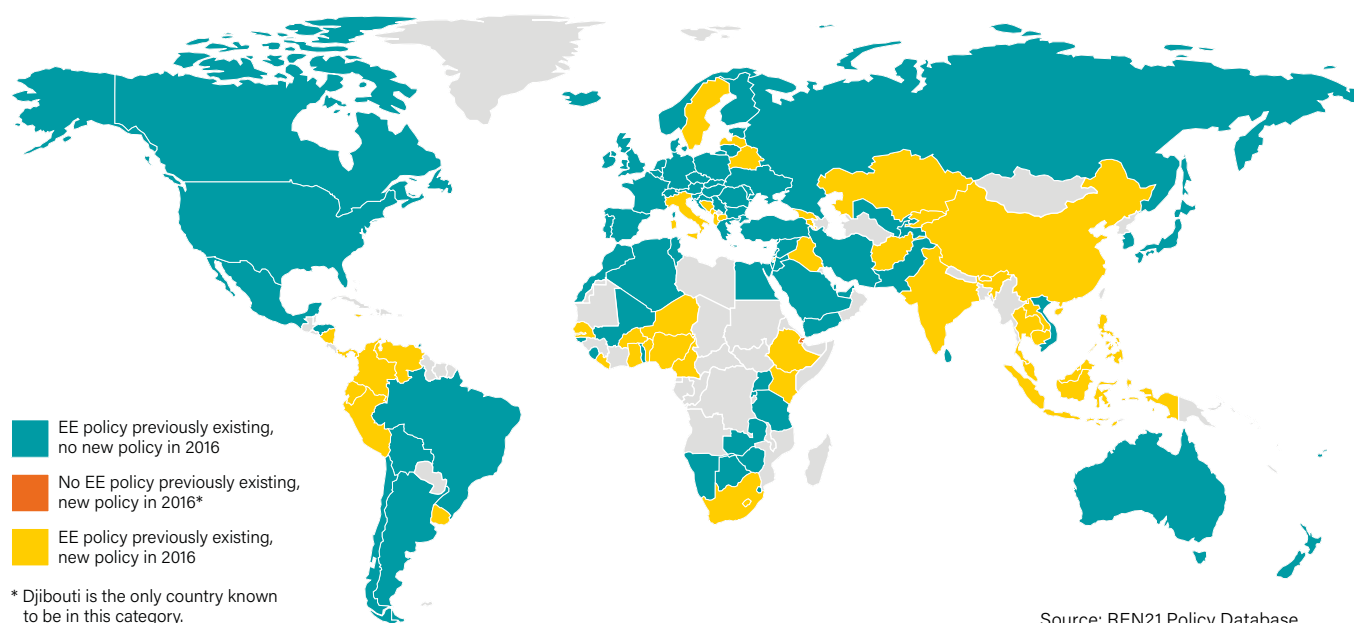 EE policy previously existing,
no new policy in 2016
No EE policy previously existing,
new policy in 2016*
EE policy previously existing,
new policy in 2016
* Djibouti is the only country known
to be in this category.
Source: REN21 Policy Database